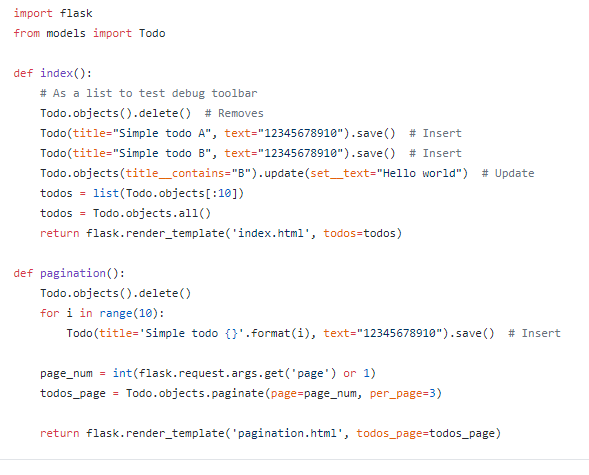 import flask
from models import Todo

def index():
    # As a list to test debug toolbar
    Todo.objects().delete()  # Removes
    Todo(title="Simple todo A", text="12345678910").save()  # Insert
    Todo(title="Simple todo B", text="12345678910").save()  # Insert
    Todo.objects(title__contains="B").update(set__text="Hello world")  # Update
    todos = list(Todo.objects[:10])
    todos = Todo.objects.all()
    return flask.render_template('index.html', todos=todos)

def pagination():
    Todo.objects().delete()
    for i in range(10):
        Todo(title='Simple todo {}'.format(i), text="12345678910").save()  # Insert

    page_num = int(flask.request.args.get('page') or 1)
    todos_page = Todo.objects.paginate(page=page_num, per_page=3)

    return flask.render_template('pagination.html', todos_page=todos_page)